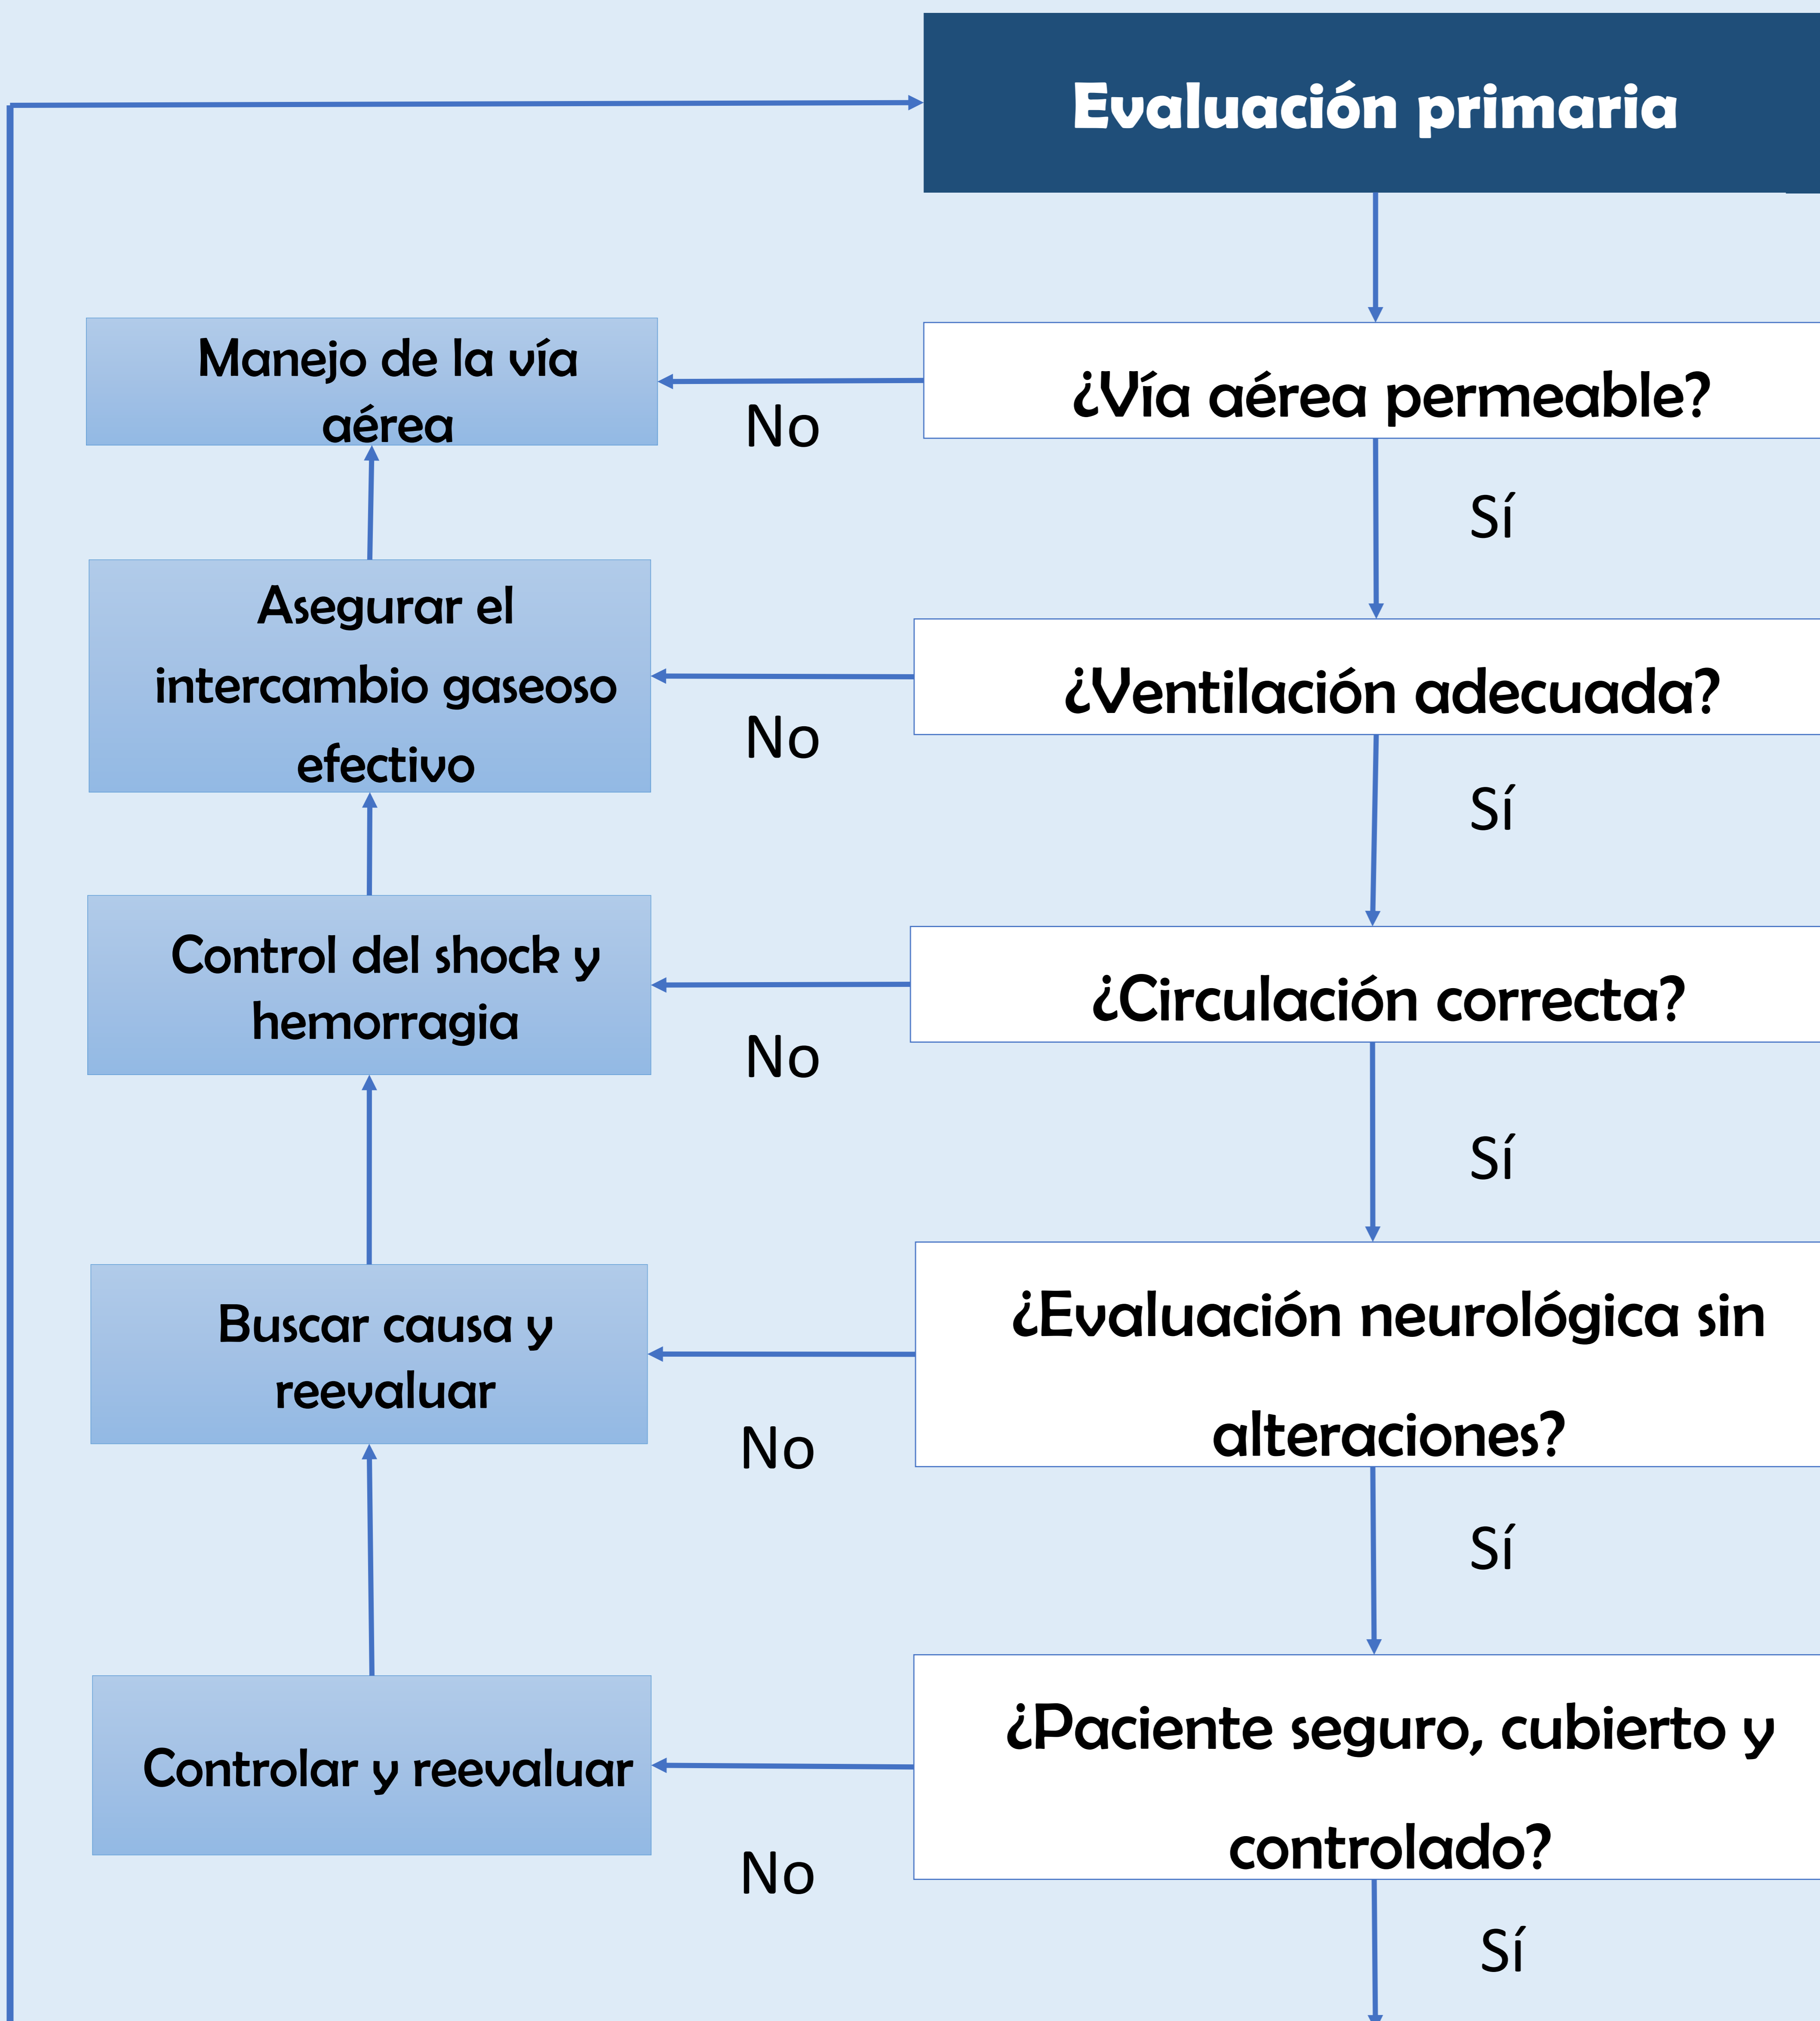 Evaluación primaria
Manejo de la vía
aérea
No
¿Vía aérea permeable?
Sí
Asegurar el
intercambio gaseoso
efectivo
No
¿Ventilación adecuada?
Sí
Control del shock y
hemorragia
No
¿Circulación correcta?
Sí
Buscar causa y
reevaluar
No
¿Evaluación neurológica sin
alteraciones?
Sí
Controlar y reevaluar
No
¿Paciente seguro, cubierto y
controlado?
Sí